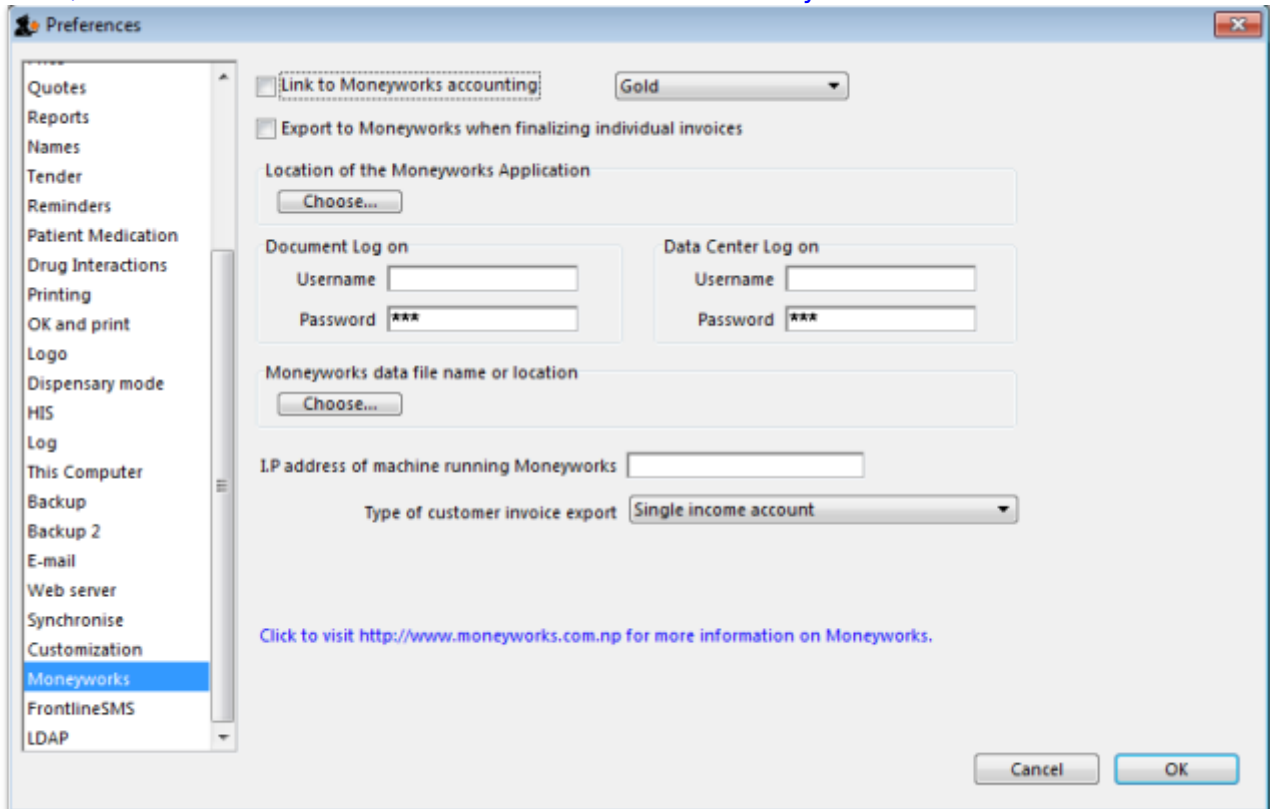 Preferences
Quotes
Reports
Names
Tender
Reminders
Patient Medication
Drug Interactions
Printing
OK and print
Logo
Dispensary mode
HIS
Log
This Computer
Backup
Backup 2
E-mail
Web server
Synchronise
Customization
Moneyworks
FrontlineSMS
LDAP
Link to Moneyworks accounting Gold
Export to Moneyworks when finalizing individual invoices
Location of the Moneyworks Application
Choose...
Document Log on
Username
Password ***
Data Center Log on
Username
Password ***
Moneyworks data file name or location
Choose...
I.P address of machine running Moneyworks
Type of customer invoice export Single income account
Click to visit http://www.moneyworks.com.np for more information on Moneyworks.
Cancel OK